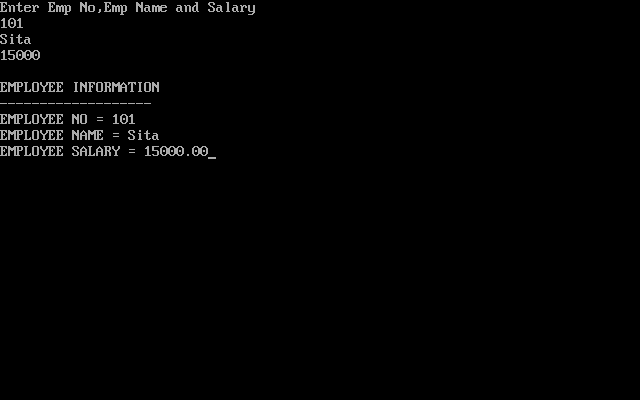 Enter Emp No,Emp Name and Salary
101
Sita
15000
EMPLOYEE INFORMATION
-------------------
EMPLOYEE NO = 101
EMPLOYEE NAME = Sita
EMPLOYEE SALARY = 15000.00_